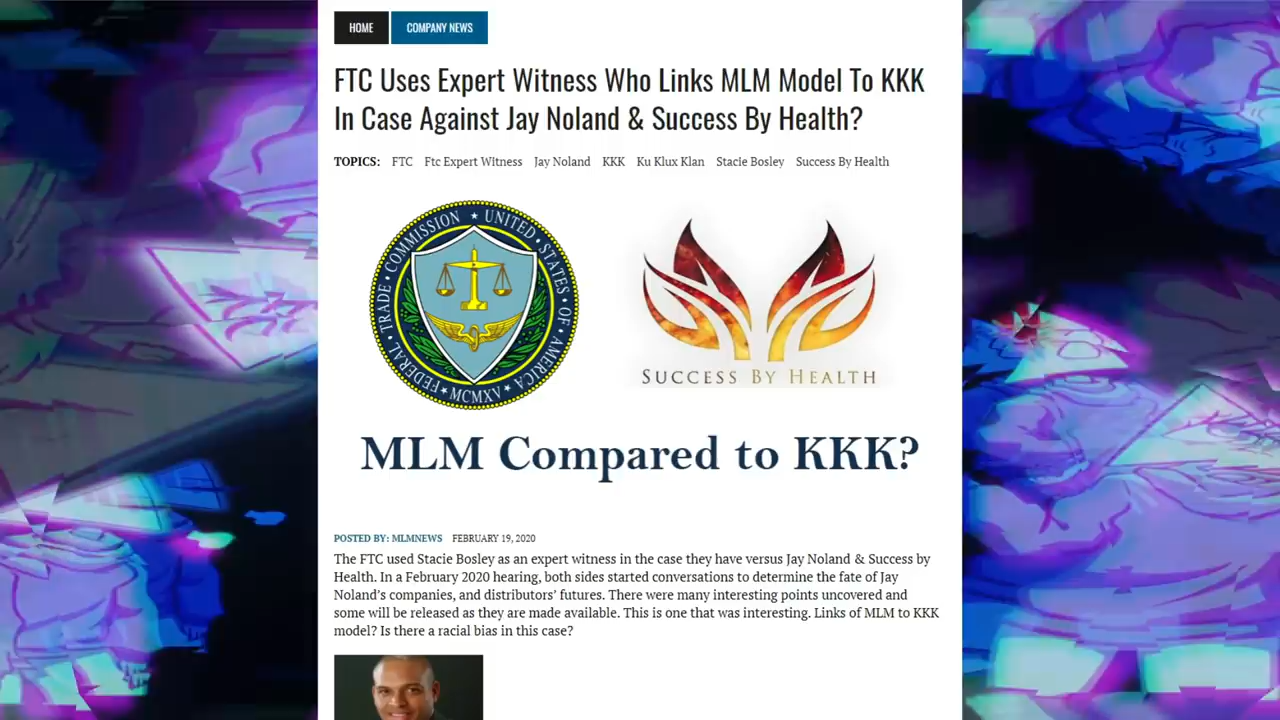 HOME COMPANY NEWS
FTC Uses Expert Witness Who Links MLM Model To KKK
In Case Against Jay Noland & Success By Health?
TOPICS: FTC Ftc Expert Witness Jay Noland KKK Ku Klux Klan Stacie Bosley Success By Health
FEDERAL TRADE COMMISSION ★ UNITED STATES OF AMERICA
★ MCMXV ★
SUCCESS BY HEALTH
MLM Compared to KKK?
POSTED BY: MLMNEWS FEBRUARY 19, 2020
The FTC used Stacie Bosley as an expert witness in the case they have versus Jay Noland & Success by
Health. In a February 2020 hearing, both sides started conversations to determine the fate of Jay
Noland's companies, and distributors' futures. There were many interesting points uncovered and
some will be released as they are made available. This is one that was interesting. Links of MLM to KKK
model? Is there a racial bias in this case?